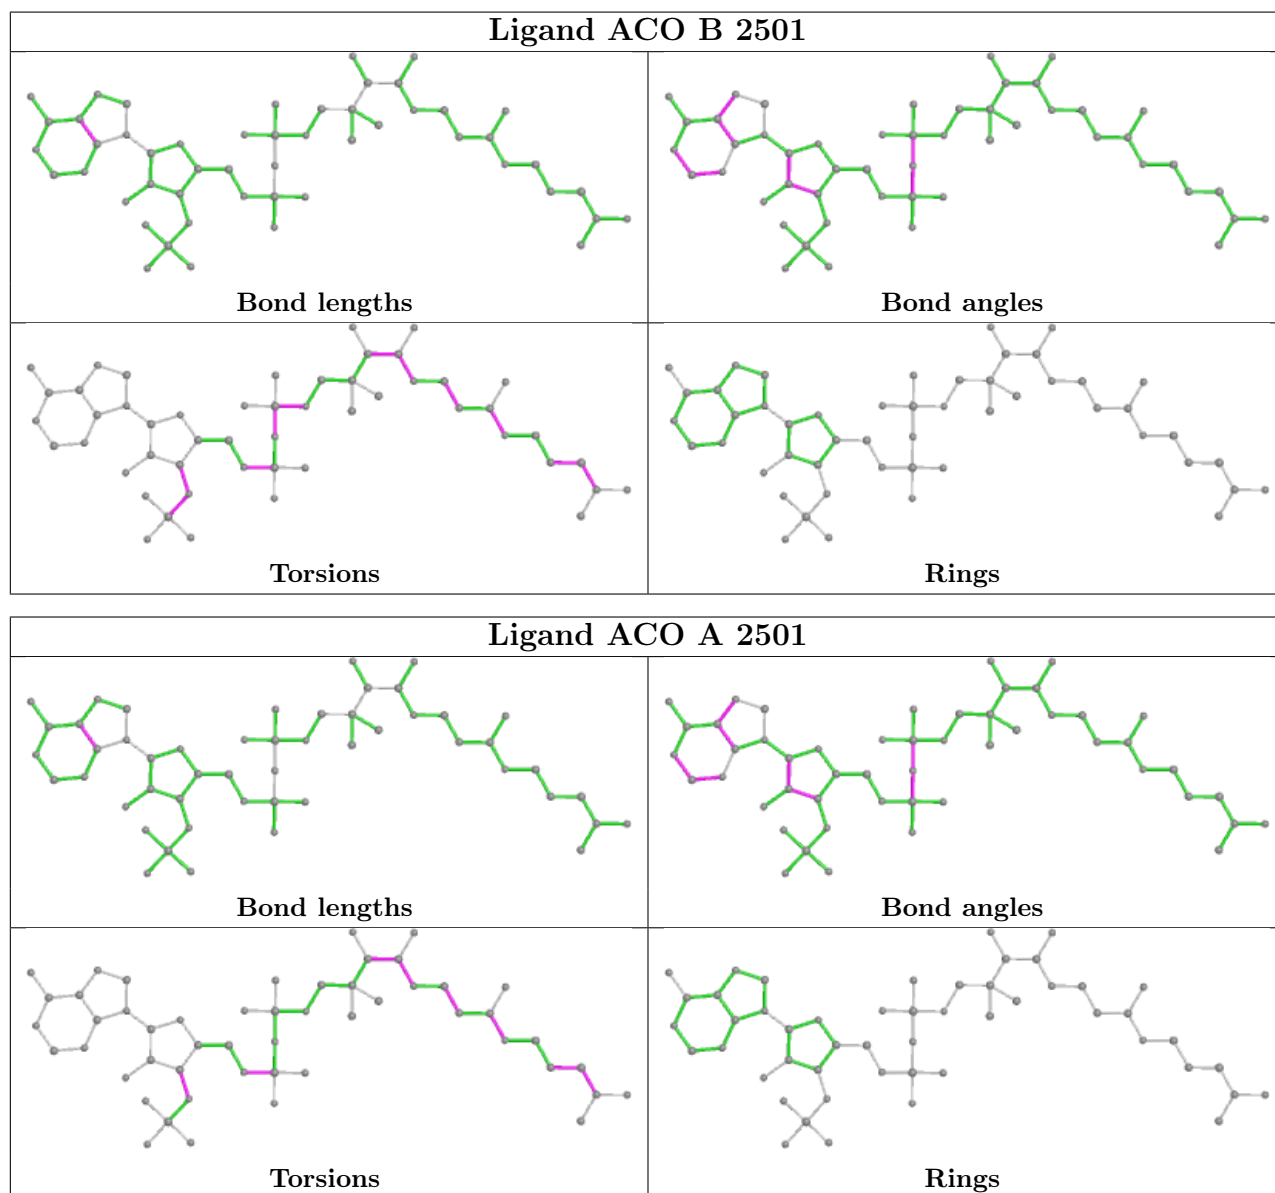 Ligand ACO B 2501
Bond lengths
Bond angles
Torsions
Rings
Ligand ACO A 2501
Bond lengths
Bond angles
Torsions
Rings